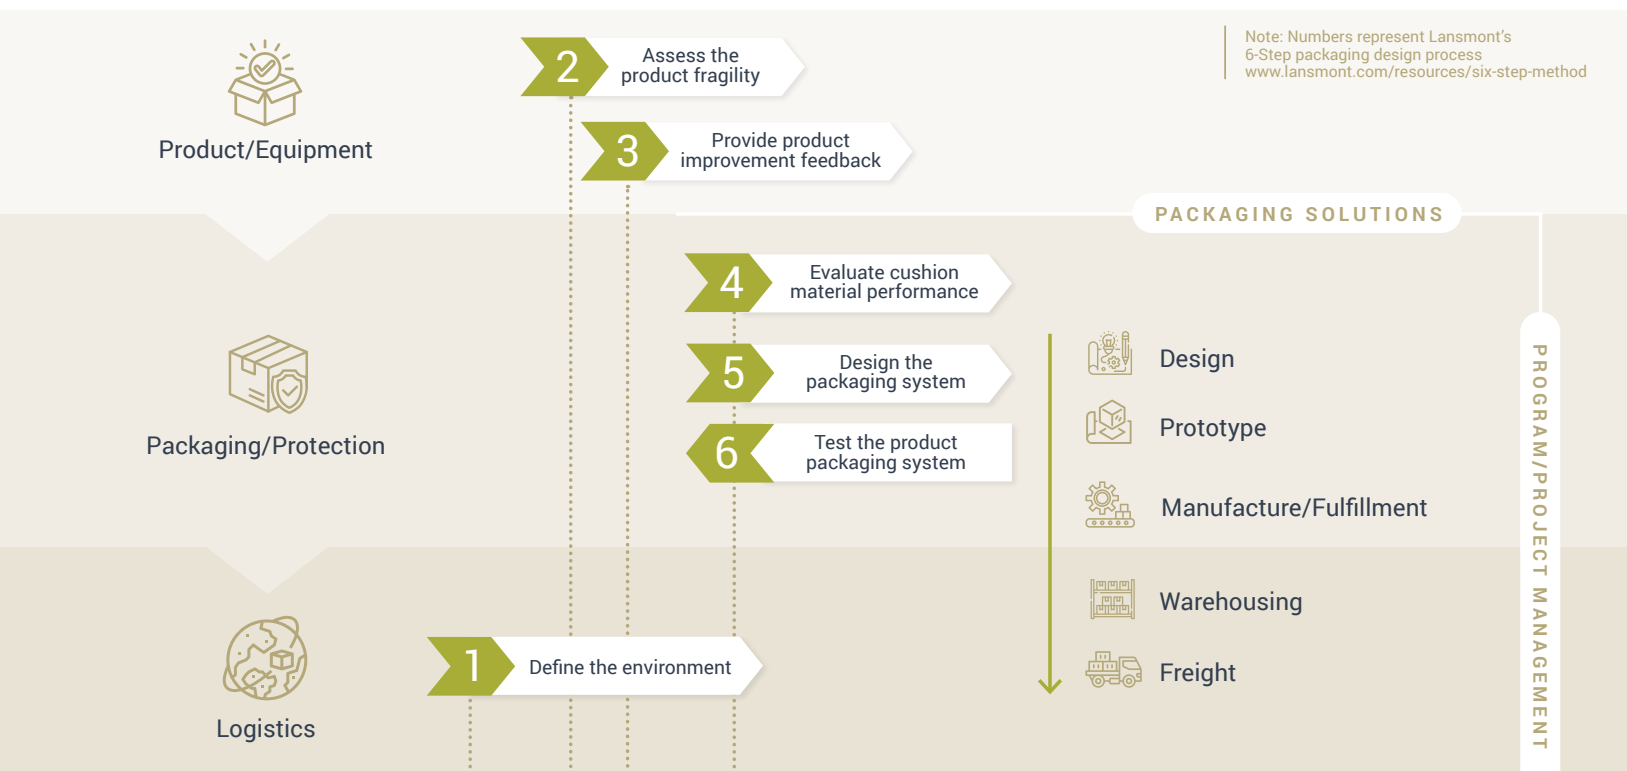 Note: Numbers represent Lansmont's
6-Step packaging design process
www.lansmont.com/resources/six-step-method
2
Assess the
product fragility
Product/Equipment
3
Provide product
improvement feedback
PACKAGING SOLUTIONS
4
Evaluate cushion
material performance
5
Design the
packaging system
6
Test the product
packaging system
Packaging/Protection
Design
Prototype
Manufacture/Fulfillment
Warehousing
Freight
PROGRAM/PROJECT MANAGEMENT
1
Define the environment
Logistics